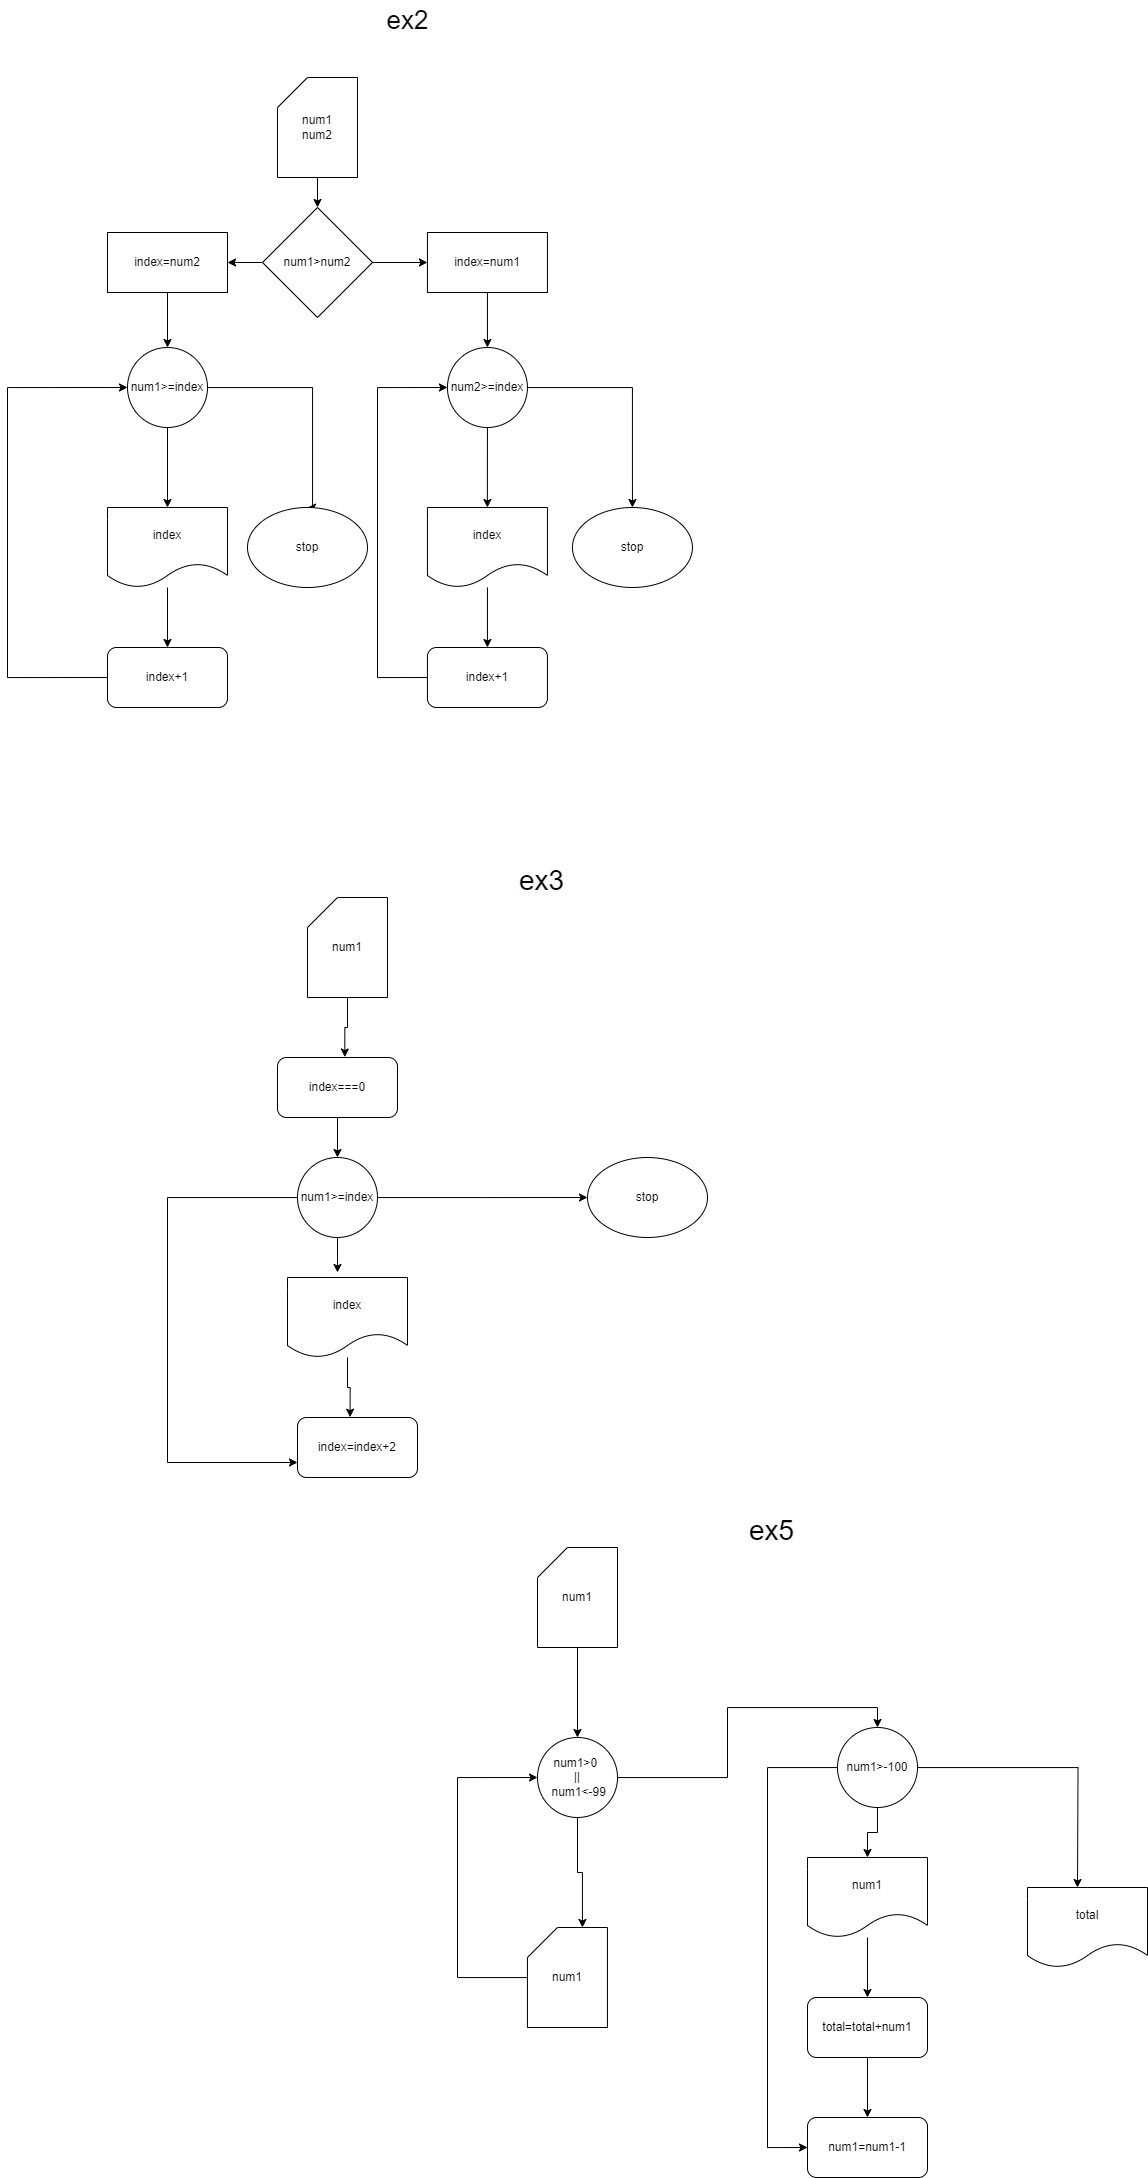 ex2
num1
num2
index=num2
num1>num2
index=num1
num1>=index
num2>=index
index
stop
index
stop
index+1
index+1
ex3
num1
index===0
num1>=index
stop
index
index=index+2
ex5
num1
num1>0
||
num1<-99
num1>-100
num1
total
num1
total=total+num1
num1=num1-1